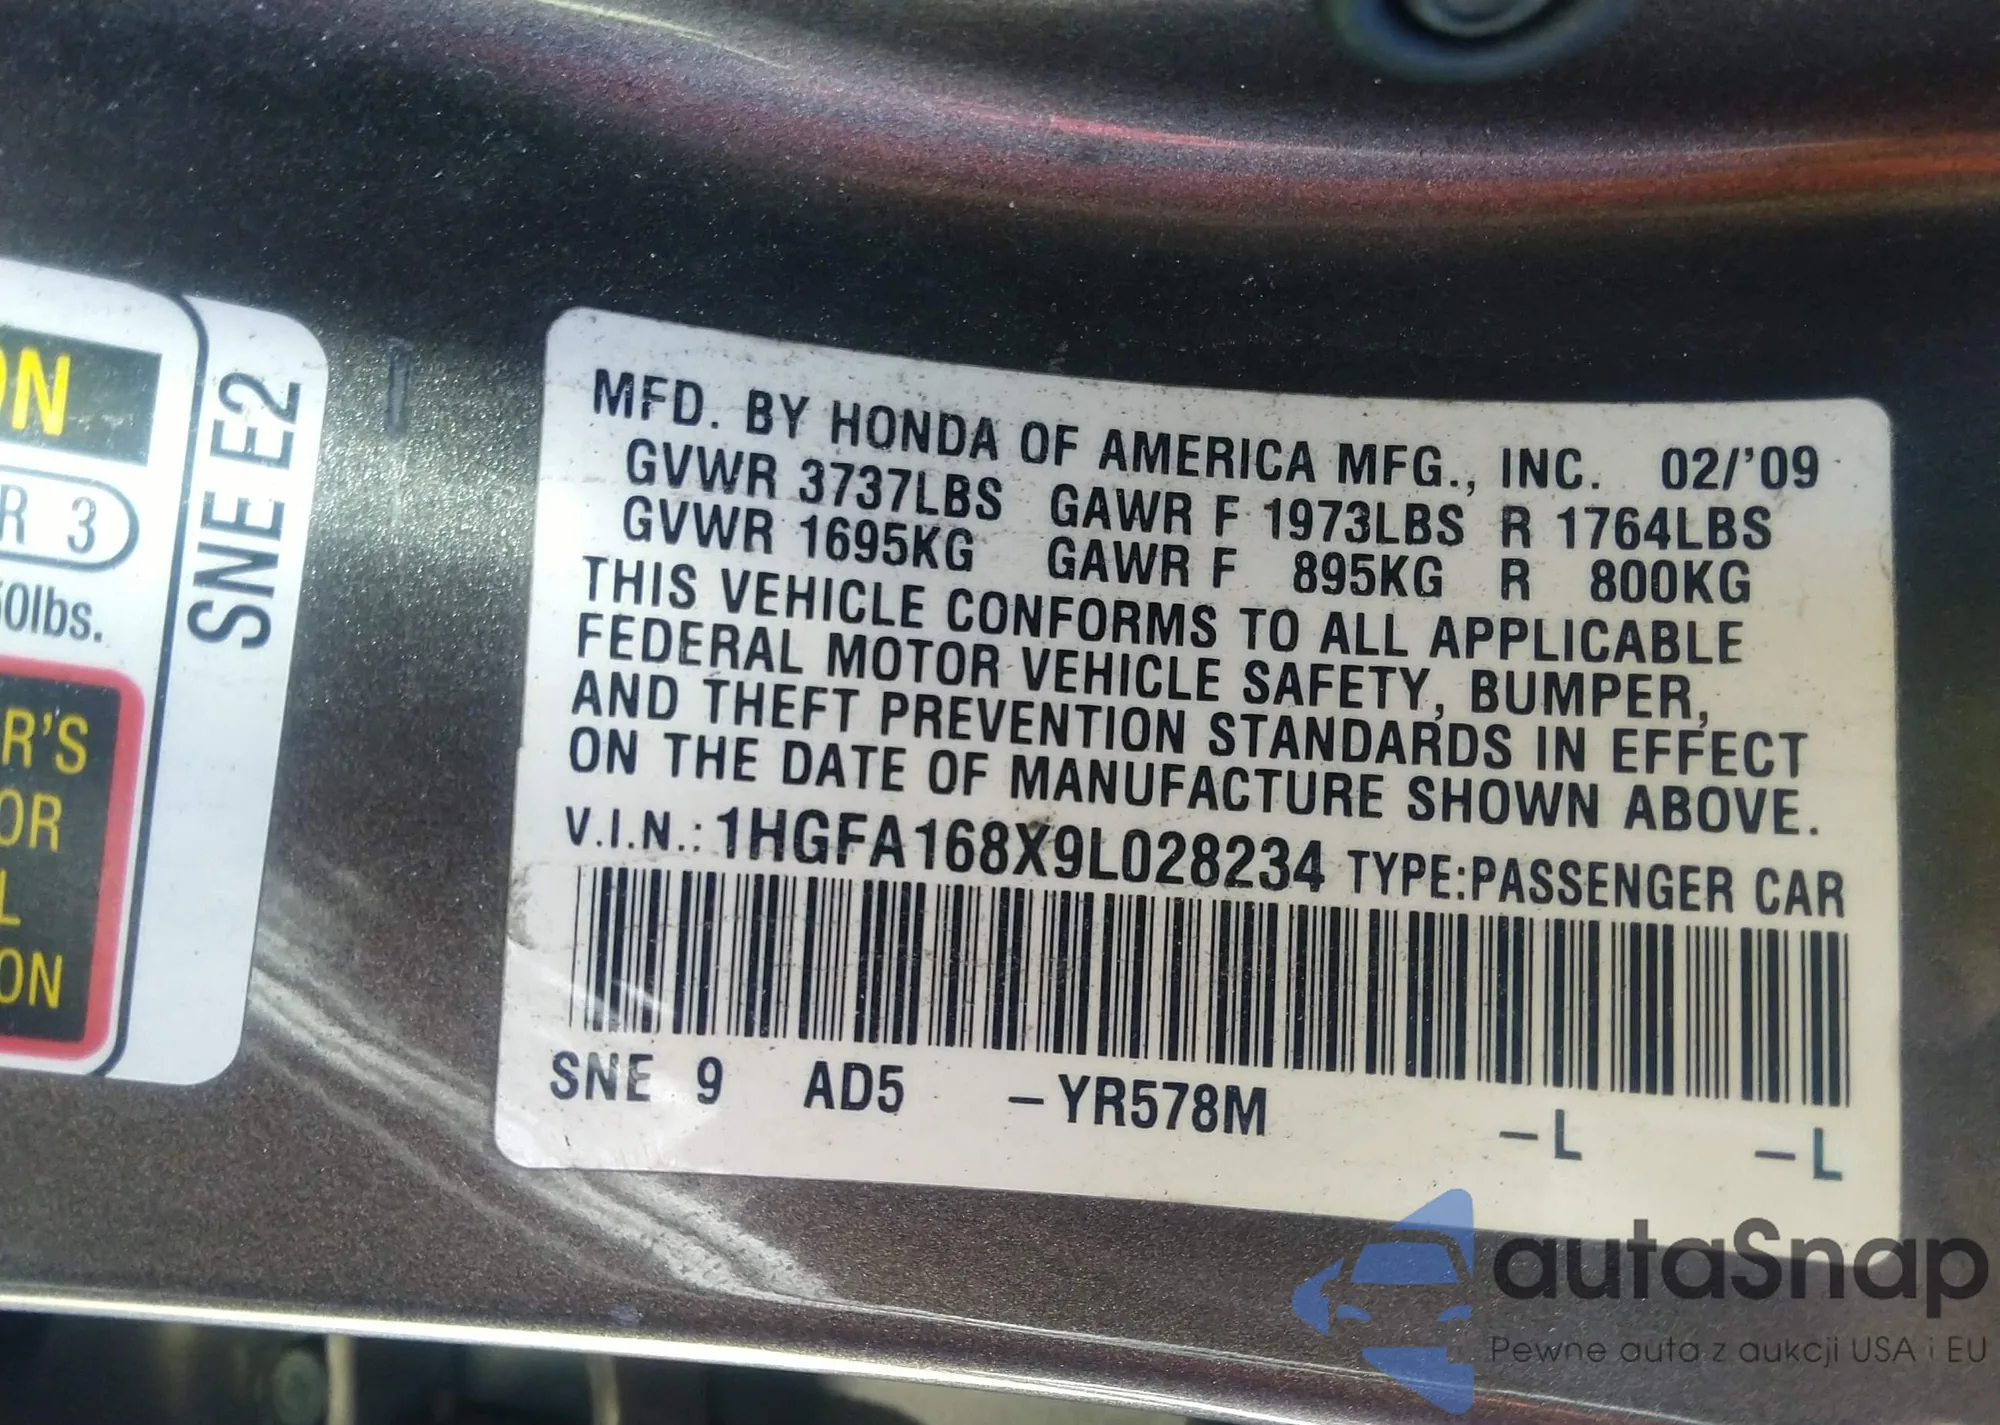 ON
R 3
50lbs.
R'S
OR
L
ON
SNE E2
MFD. BY HONDA OF AMERICA MFG., INC. 02/'09
GVWR 3737LBS GAWR F 1973LBS R 1764LBS
GVWR 1695KG GAWR F 895KG R 800KG
THIS VEHICLE CONFORMS TO ALL APPLICABLE
FEDERAL MOTOR VEHICLE SAFETY, BUMPER,
AND THEFT PREVENTION STANDARDS IN EFFECT
ON THE DATE OF MANUFACTURE SHOWN ABOVE.
V.I.N.: 1HGFA168X9L028234 TYPE:PASSENGER CAR
SNE 9 AD5 -YR578M -L -L
autaSnap
Pewne auta z aukcji USA i EU